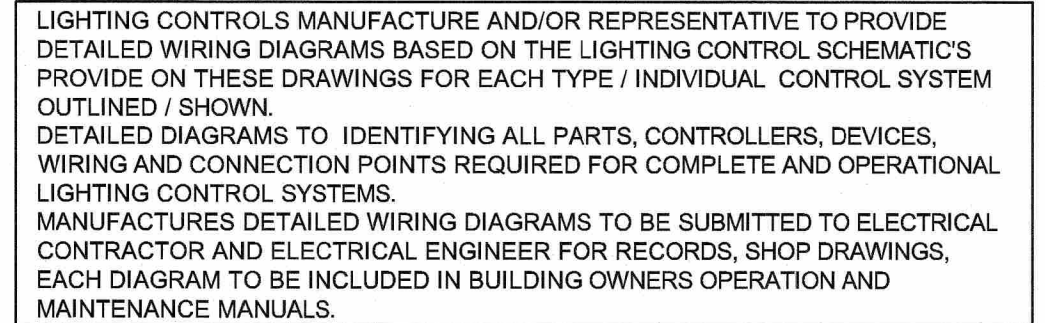 LIGHTING CONTROLS MANUFACTURE AND/OR REPRESENTATIVE TO PROVIDE
DETAILED WIRING DIAGRAMS BASED ON THE LIGHTING CONTROL SCHEMATIC'S
PROVIDE ON THESE DRAWINGS FOR EACH TYPE / INDIVIDUAL CONTROL SYSTEM
OUTLINED / SHOWN.
DETAILED DIAGRAMS TO IDENTIFYING ALL PARTS, CONTROLLERS, DEVICES,
WIRING AND CONNECTION POINTS REQUIRED FOR COMPLETE AND OPERATIONAL
LIGHTING CONTROL SYSTEMS.
MANUFACTURES DETAILED WIRING DIAGRAMS TO BE SUBMITTED TO ELECTRICAL
CONTRACTOR AND ELECTRICAL ENGINEER FOR RECORDS, SHOP DRAWINGS,
EACH DIAGRAM TO BE INCLUDED IN BUILDING OWNERS OPERATION AND
MAINTENANCE MANUALS.